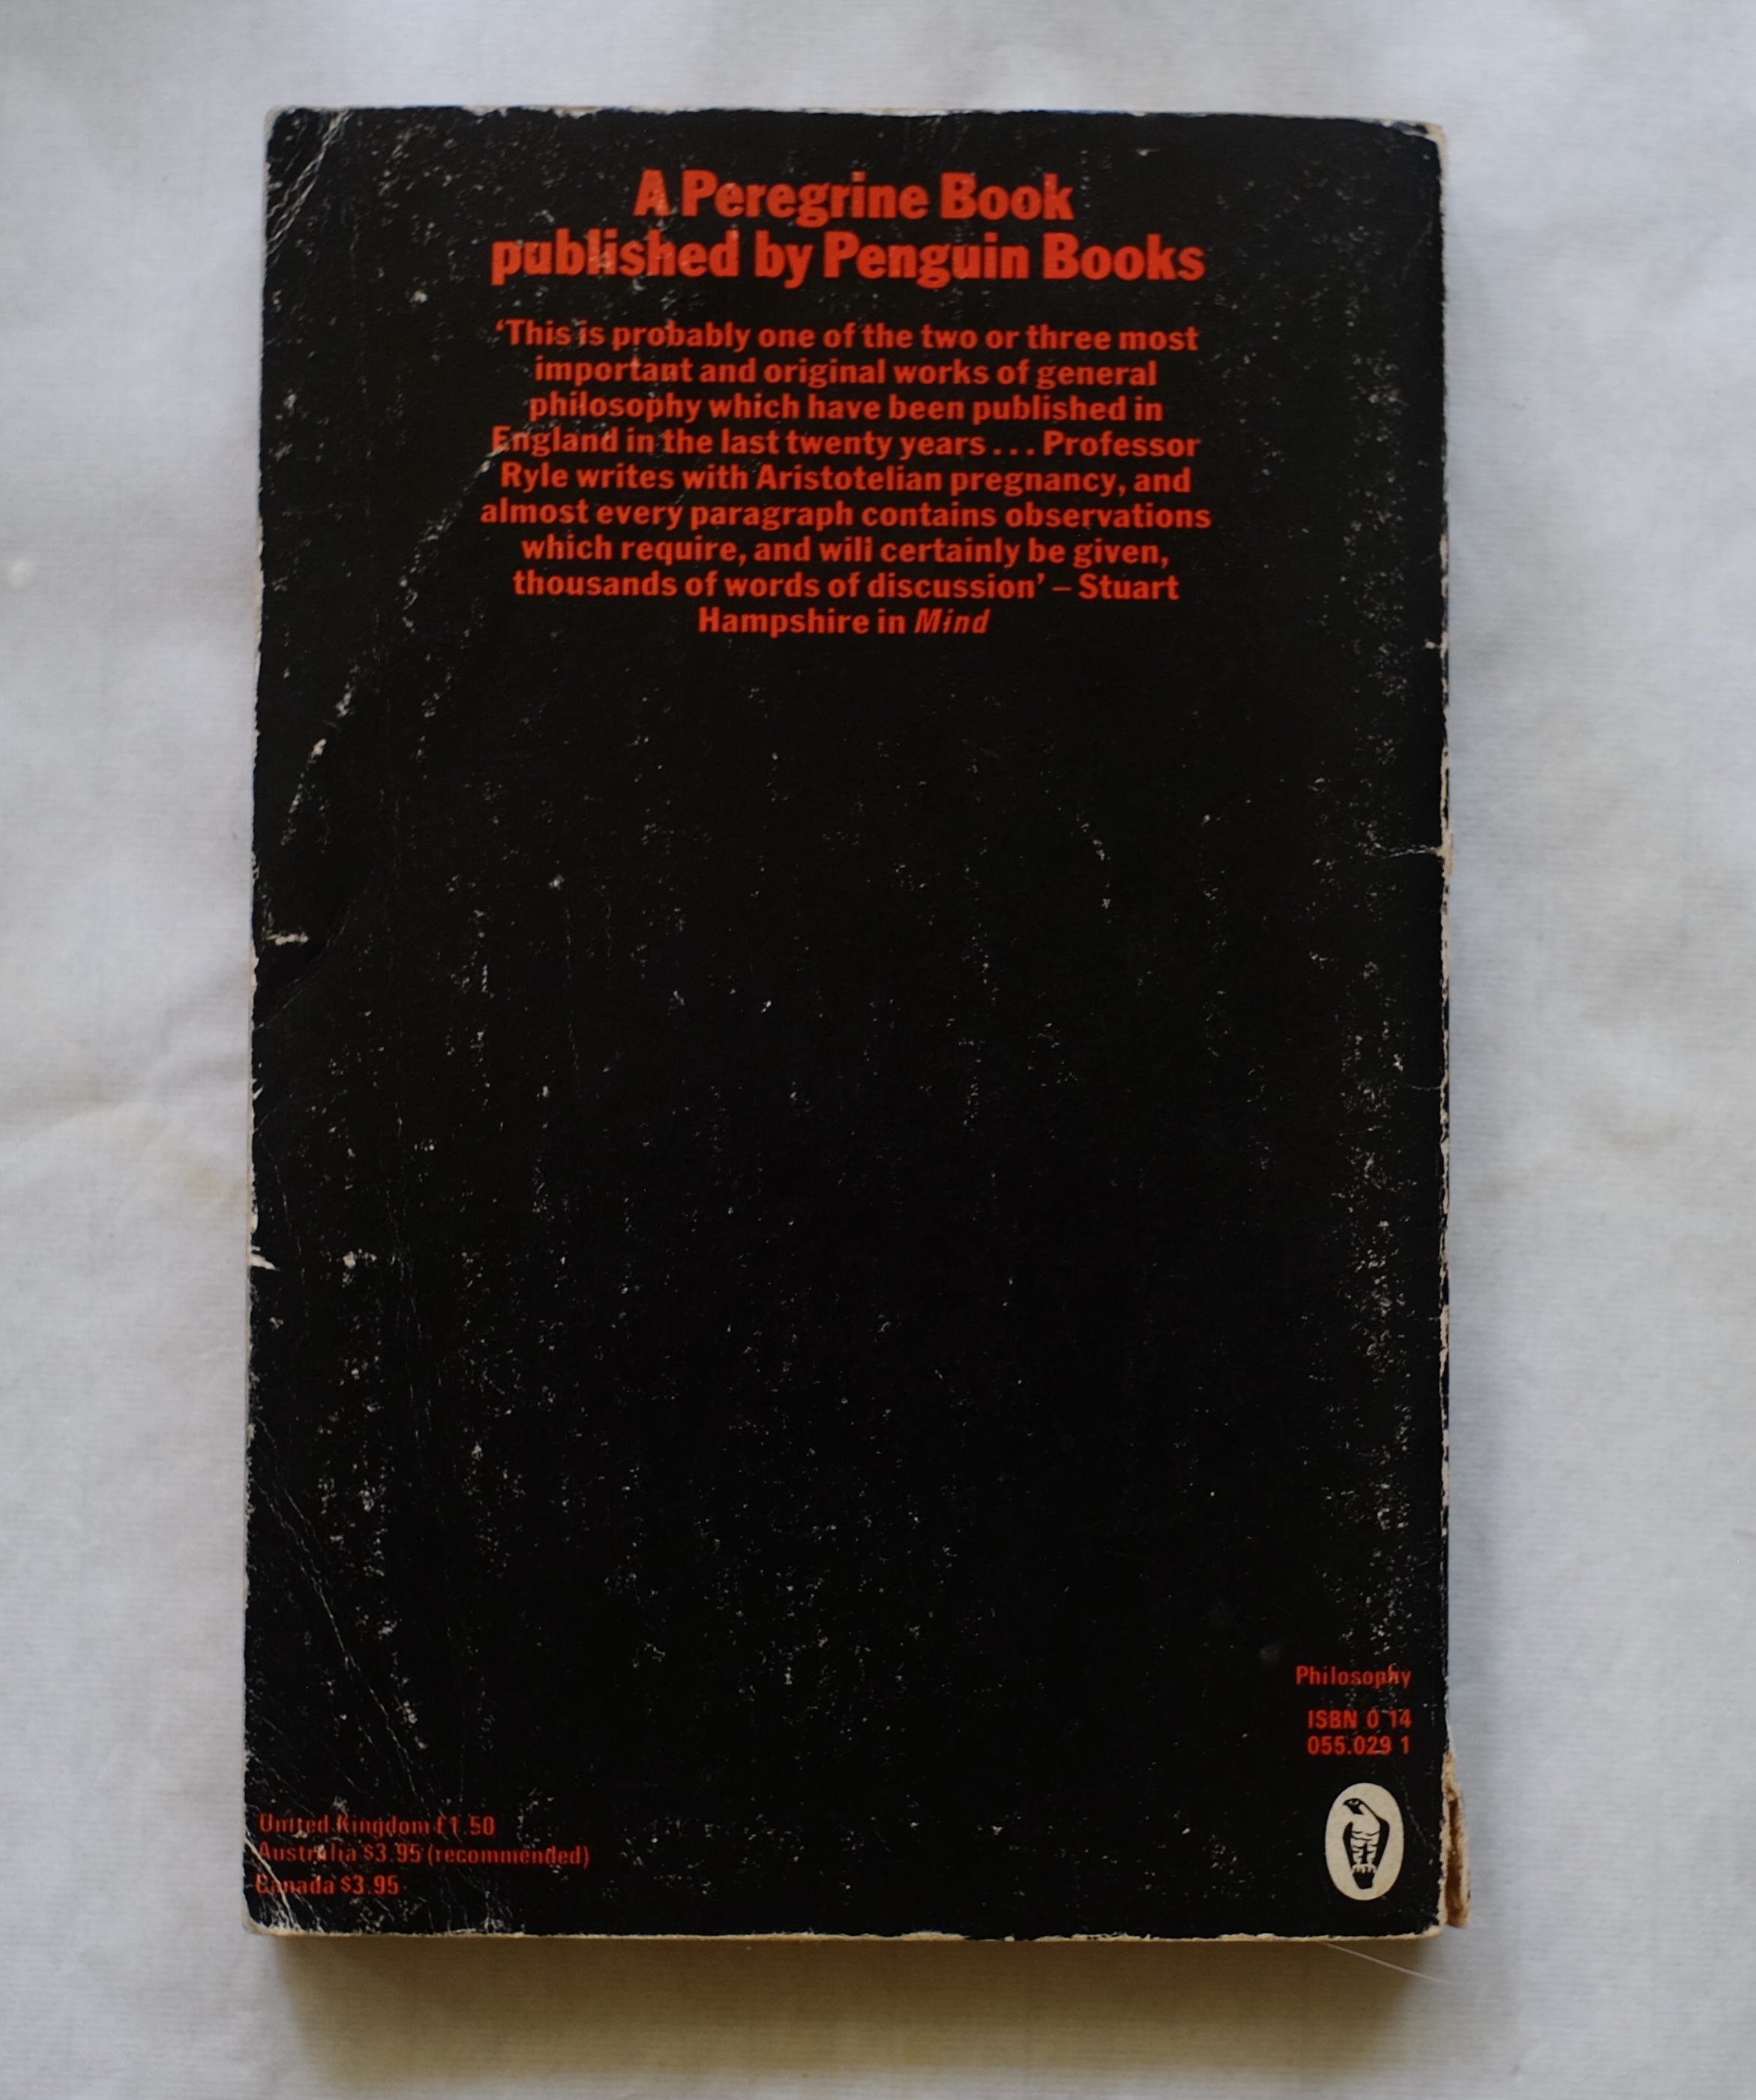 A Peregrine Book
published by Penguin Books
‘This is probably one of the two or three most
important and original works of general
philosophy which have been published in
England in the last twenty years . . . Professor
Ryle writes with Aristotelian pregnancy, and
almost every paragraph contains observations
which require, and will certainly be given,
thousands of words of discussion’ – Stuart
Hampshire in Mind
Philosophy
ISBN 0 14
055.029 1
United Kingdom £1.50
Australia $3.95 (recommended)
Canada $3.95